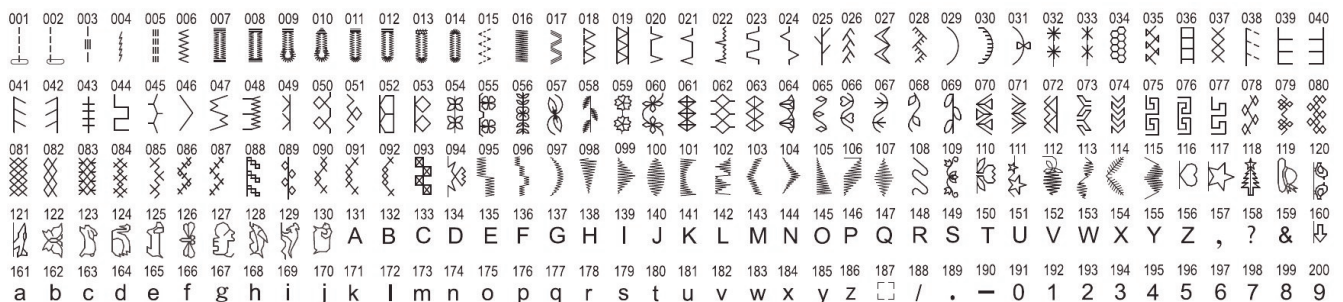 001 002 003 004 005 006 007 008 009 010 011 012 013 014 015 016 017 018 019 020 021 022 023 024 025 026 027 028 029 030 031 032 033 034 035 036 037 038 039 040
041 042 043 044 045 046 047 048 049 050 051 052 053 054 055 056 057 058 059 060 061 062 063 064 065 066 067 068 069 070 071 072 073 074 075 076 077 078 079 080
081 082 083 084 085 086 087 088 089 090 091 092 093 094 095 096 097 098 099 100 101 102 103 104 105 106 107 108 109 110 111 112 113 114 115 116 117 118 119 120
121 122 123 124 125 126 127 128 129 130 131 132 133 134 135 136 137 138 139 140 141 142 143 144 145 146 147 148 149 150 151 152 153 154 155 156 157 158 159 160
A B C D E F G H I J K L M N O P Q R S T U V W X Y Z , ? &
161 162 163 164 165 166 167 168 169 170 171 172 173 174 175 176 177 178 179 180 181 182 183 184 185 186 187 188 189 190 191 192 193 194 195 196 197 198 199 200
a b c d e f g h i j k l m n o p q r s t u v w x y z / . – 0 1 2 3 4 5 6 7 8 9